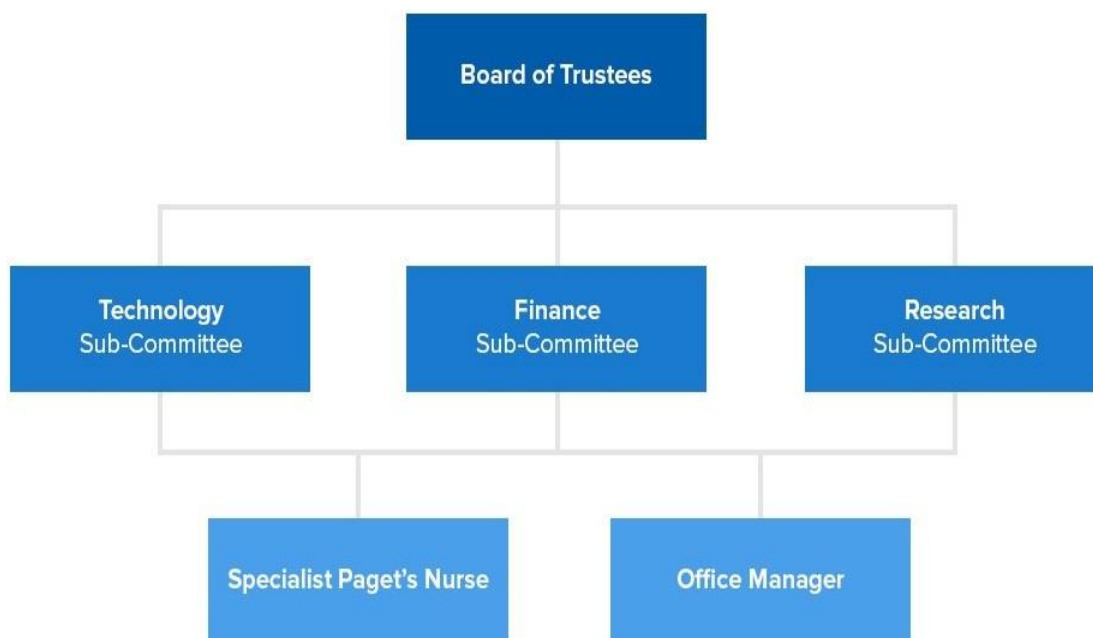 Board of Trustees
Technology
Sub-Committee
Finance
Sub-Committee
Research
Sub-Committee
Specialist Paget’s Nurse
Office Manager